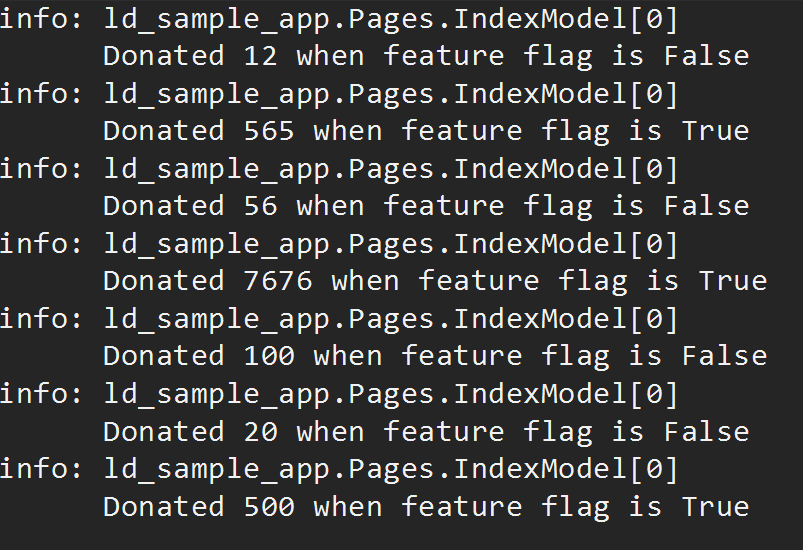 info: ld_sample_app.Pages.IndexModel[0]
Donated 12 when feature flag is False
info: ld_sample_app.Pages.IndexModel[0]
Donated 565 when feature flag is True
info: ld_sample_app.Pages.IndexModel[0]
Donated 56 when feature flag is False
info: ld_sample_app.Pages.IndexModel[0]
Donated 7676 when feature flag is True
info: ld_sample_app.Pages.IndexModel[0]
Donated 100 when feature flag is False
info: ld_sample_app.Pages.IndexModel[0]
Donated 20 when feature flag is False
info: ld_sample_app.Pages.IndexModel[0]
Donated 500 when feature flag is True